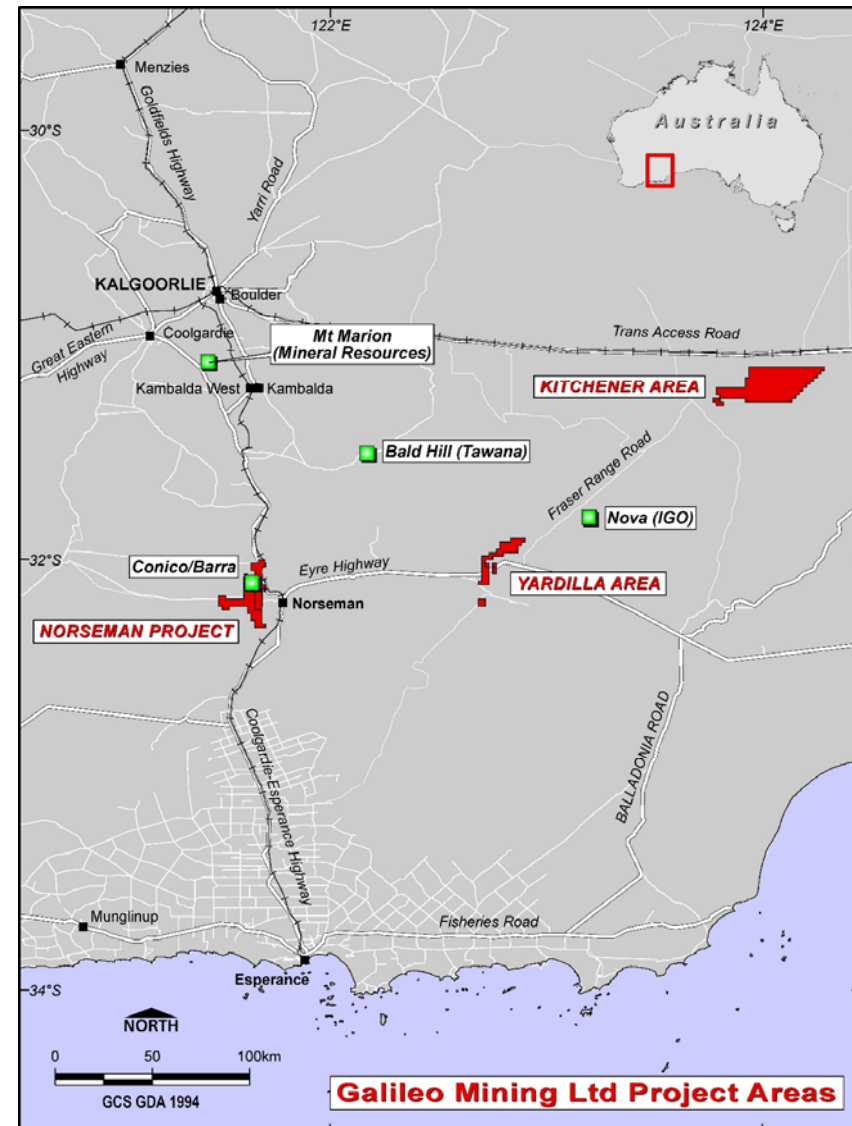 122°E
124°E
Menzies
Goldfields Highway
Yarri Road
Australia
30°S
KALGOORLIE
Boulder
Coolgardie
Great Eastern
Highway
Mt Marion
(Mineral Resources)
Trans Access Road
Kambalda West
Kambalda
KITCHENER AREA
Bald Hill (Tawana)
Fraser Range Road
Nova (IGO)
32°S
Conico/Barra
Eyre Highway
YARDILLA AREA
Norseman
NORSEMAN PROJECT
Coolgardie-Esperance Highway
BALLADONIA ROAD
Munglinup
Fisheries Road
Esperance
34°S
NORTH
0
50
100km
GCS GDA 1994
Galileo Mining Ltd Project Areas